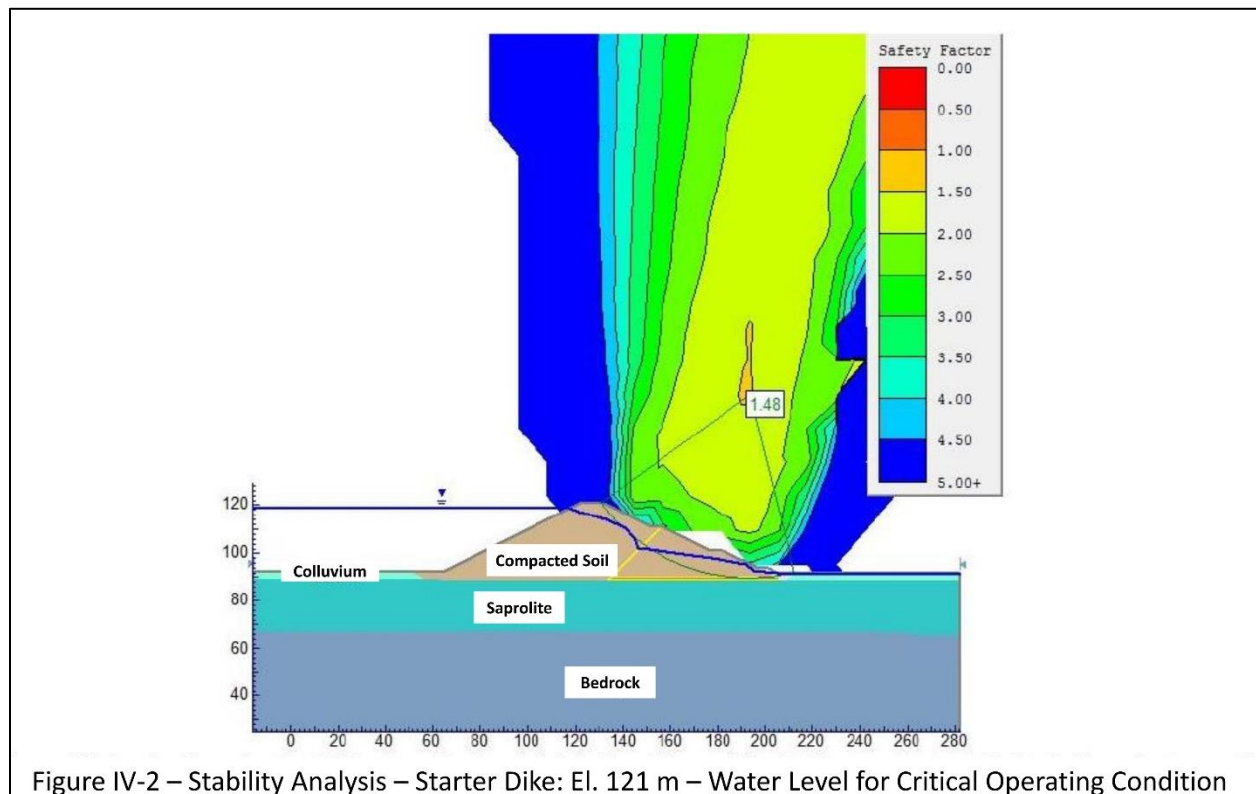 Safety Factor
0.00
0.50
1.00
1.50
2.00
2.50
3.00
3.50
4.00
4.50
5.00+
1.48
120
100
80
60
40
Compacted Soil
Colluvium
Saprolite
Bedrock
0 20 40 60 80 100 120 140 160 180 200 220 240 260 280
Figure IV-2 – Stability Analysis – Starter Dike: El. 121 m – Water Level for Critical Operating Condition